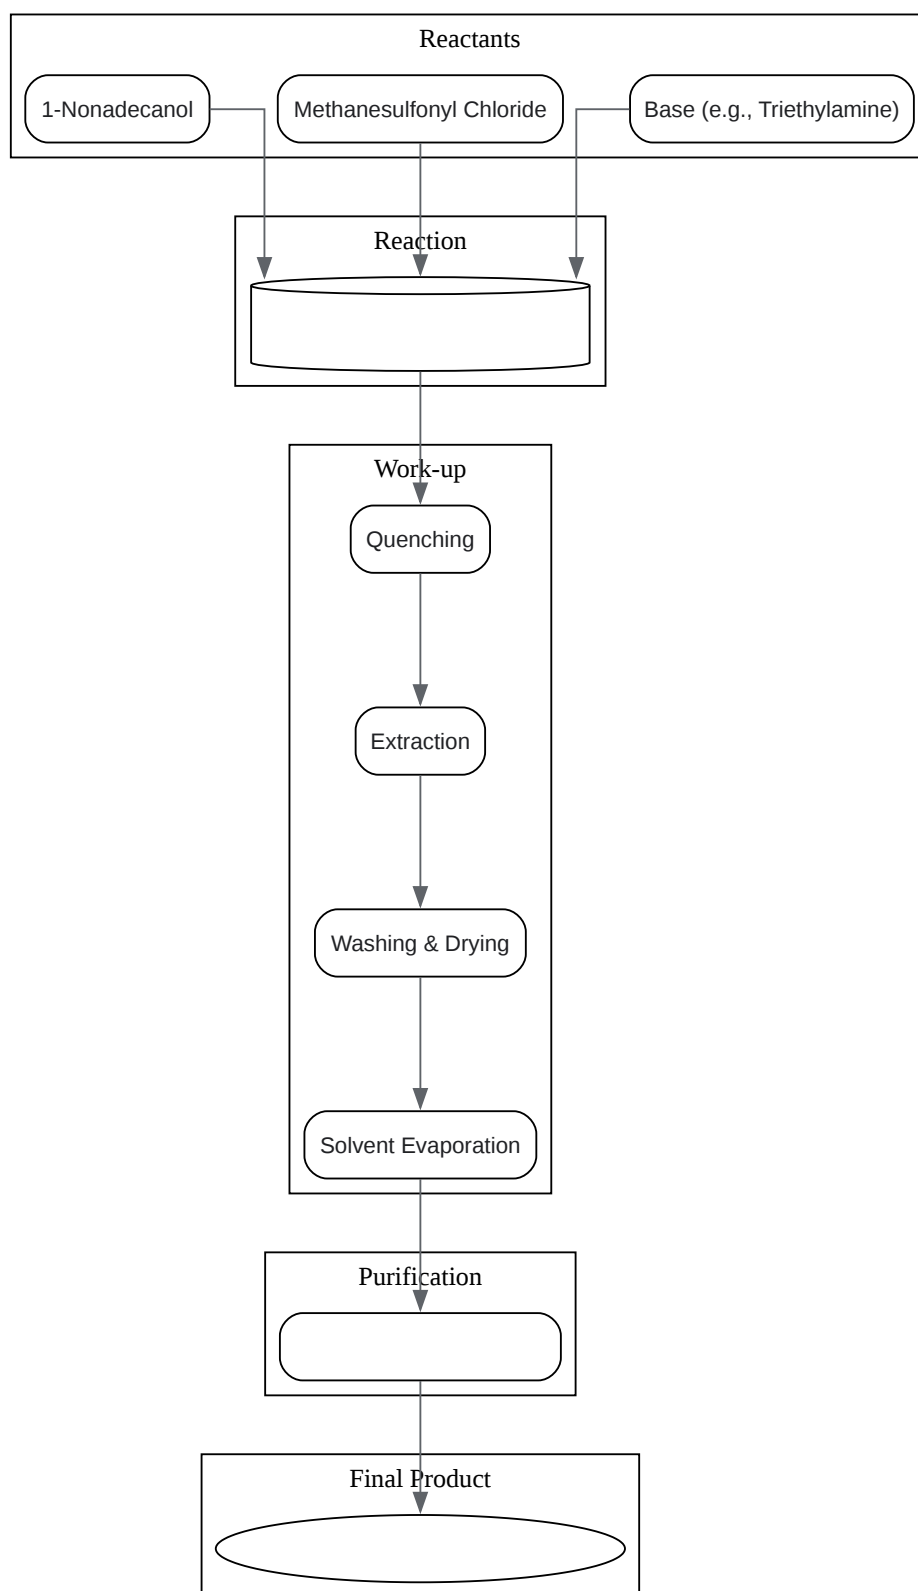 Reactants
1-Nonadecanol
Methanesulfonyl Chloride
Base (e.g., Triethylamine)
Reaction
Work-up
Quenching
Extraction
Washing & Drying
Solvent Evaporation
Purification
Final Product